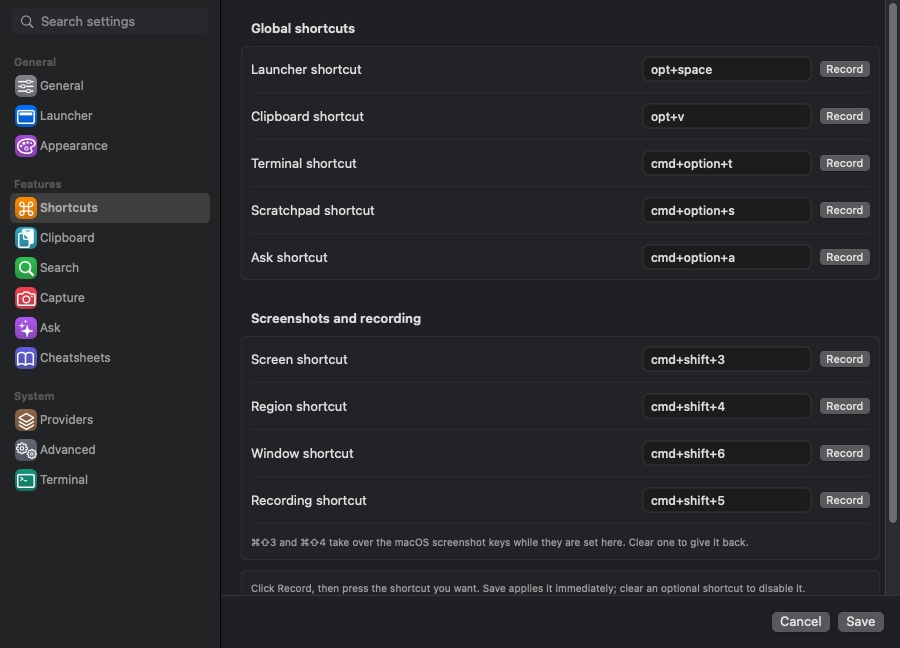 Search settings
General
General
Launcher
Appearance
Features
Shortcuts
Clipboard
Search
Capture
Ask
Cheatsheets
System
Providers
Advanced
Terminal
Global shortcuts
Launcher shortcut opt+space Record
Clipboard shortcut opt+v Record
Terminal shortcut cmd+option+t Record
Scratchpad shortcut cmd+option+s Record
Ask shortcut cmd+option+a Record
Screenshots and recording
Screen shortcut cmd+shift+3 Record
Region shortcut cmd+shift+4 Record
Window shortcut cmd+shift+6 Record
Recording shortcut cmd+shift+5 Record
⌘⇧3 and ⌘⇧4 take over the macOS screenshot keys while they are set here. Clear one to give it back.
Click Record, then press the shortcut you want. Save applies it immediately; clear an optional shortcut to disable it.
Cancel Save